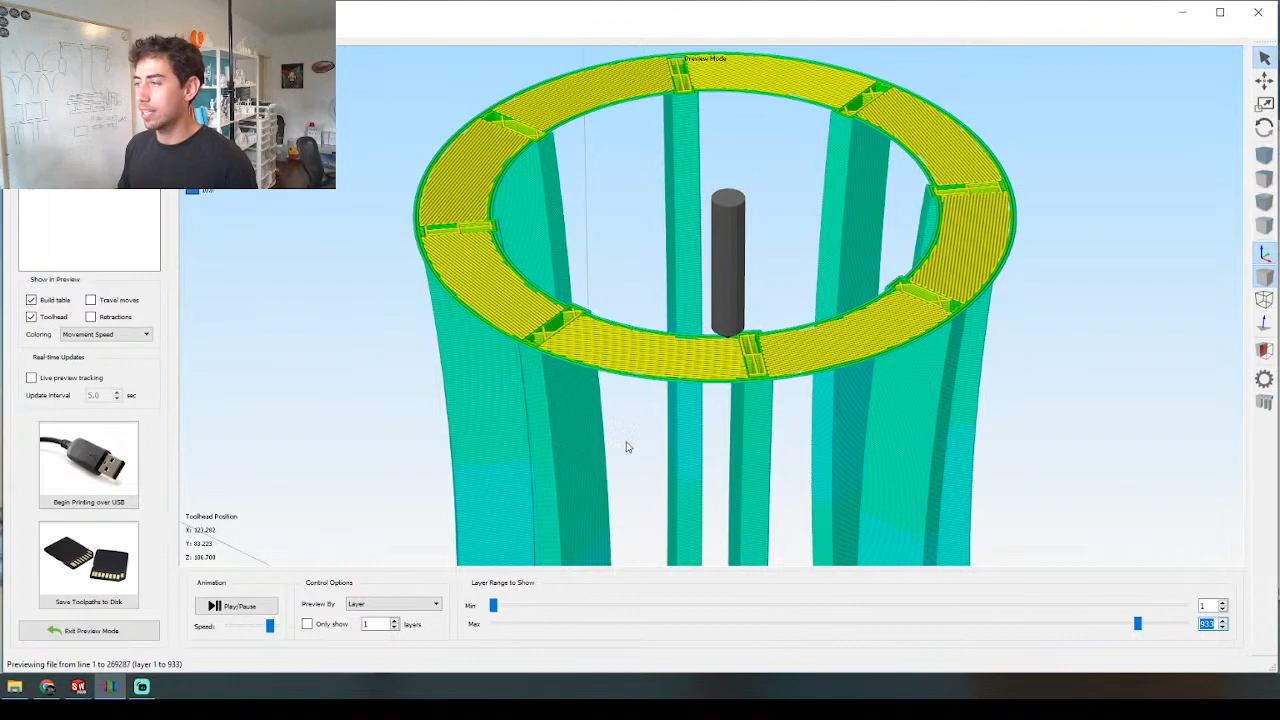 Preview Mode
Show in Preview
Build table
Travel moves
Toolhead
Retractions
Coloring
Movement Speed
Real-time Updates
Live preview tracking
Update interval
5.0
sec
Begin Printing over USB
Save Toolpaths to Disk
Exit Preview Mode
Toolhead Position
X: 123.202
Y: 83.223
Z: 186.700
Animation
Play/Pause
Speed:
Control Options
Preview By
Layer
Only show
1
layers
Layer Range to Show
Min
1
Max
933
Previewing file from line 1 to 269287 (layer 1 to 933)
SW